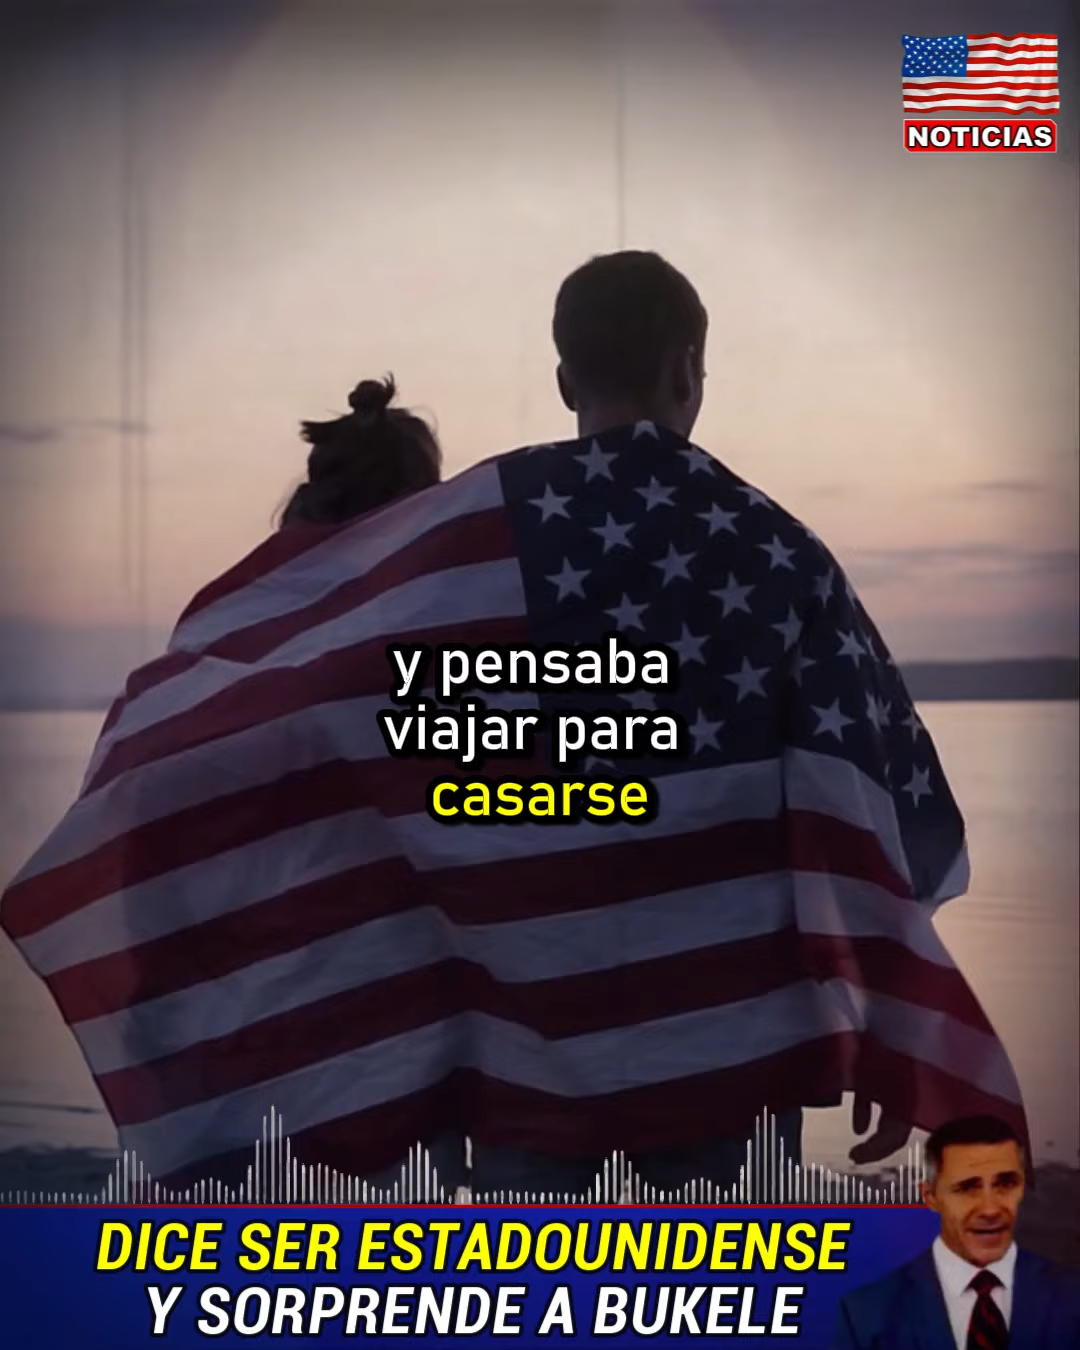 NOTICIAS
y pensaba
viajar para
casarse
DICE SER ESTADOUNIDENSE
Y SORPRENDE A BUKELE